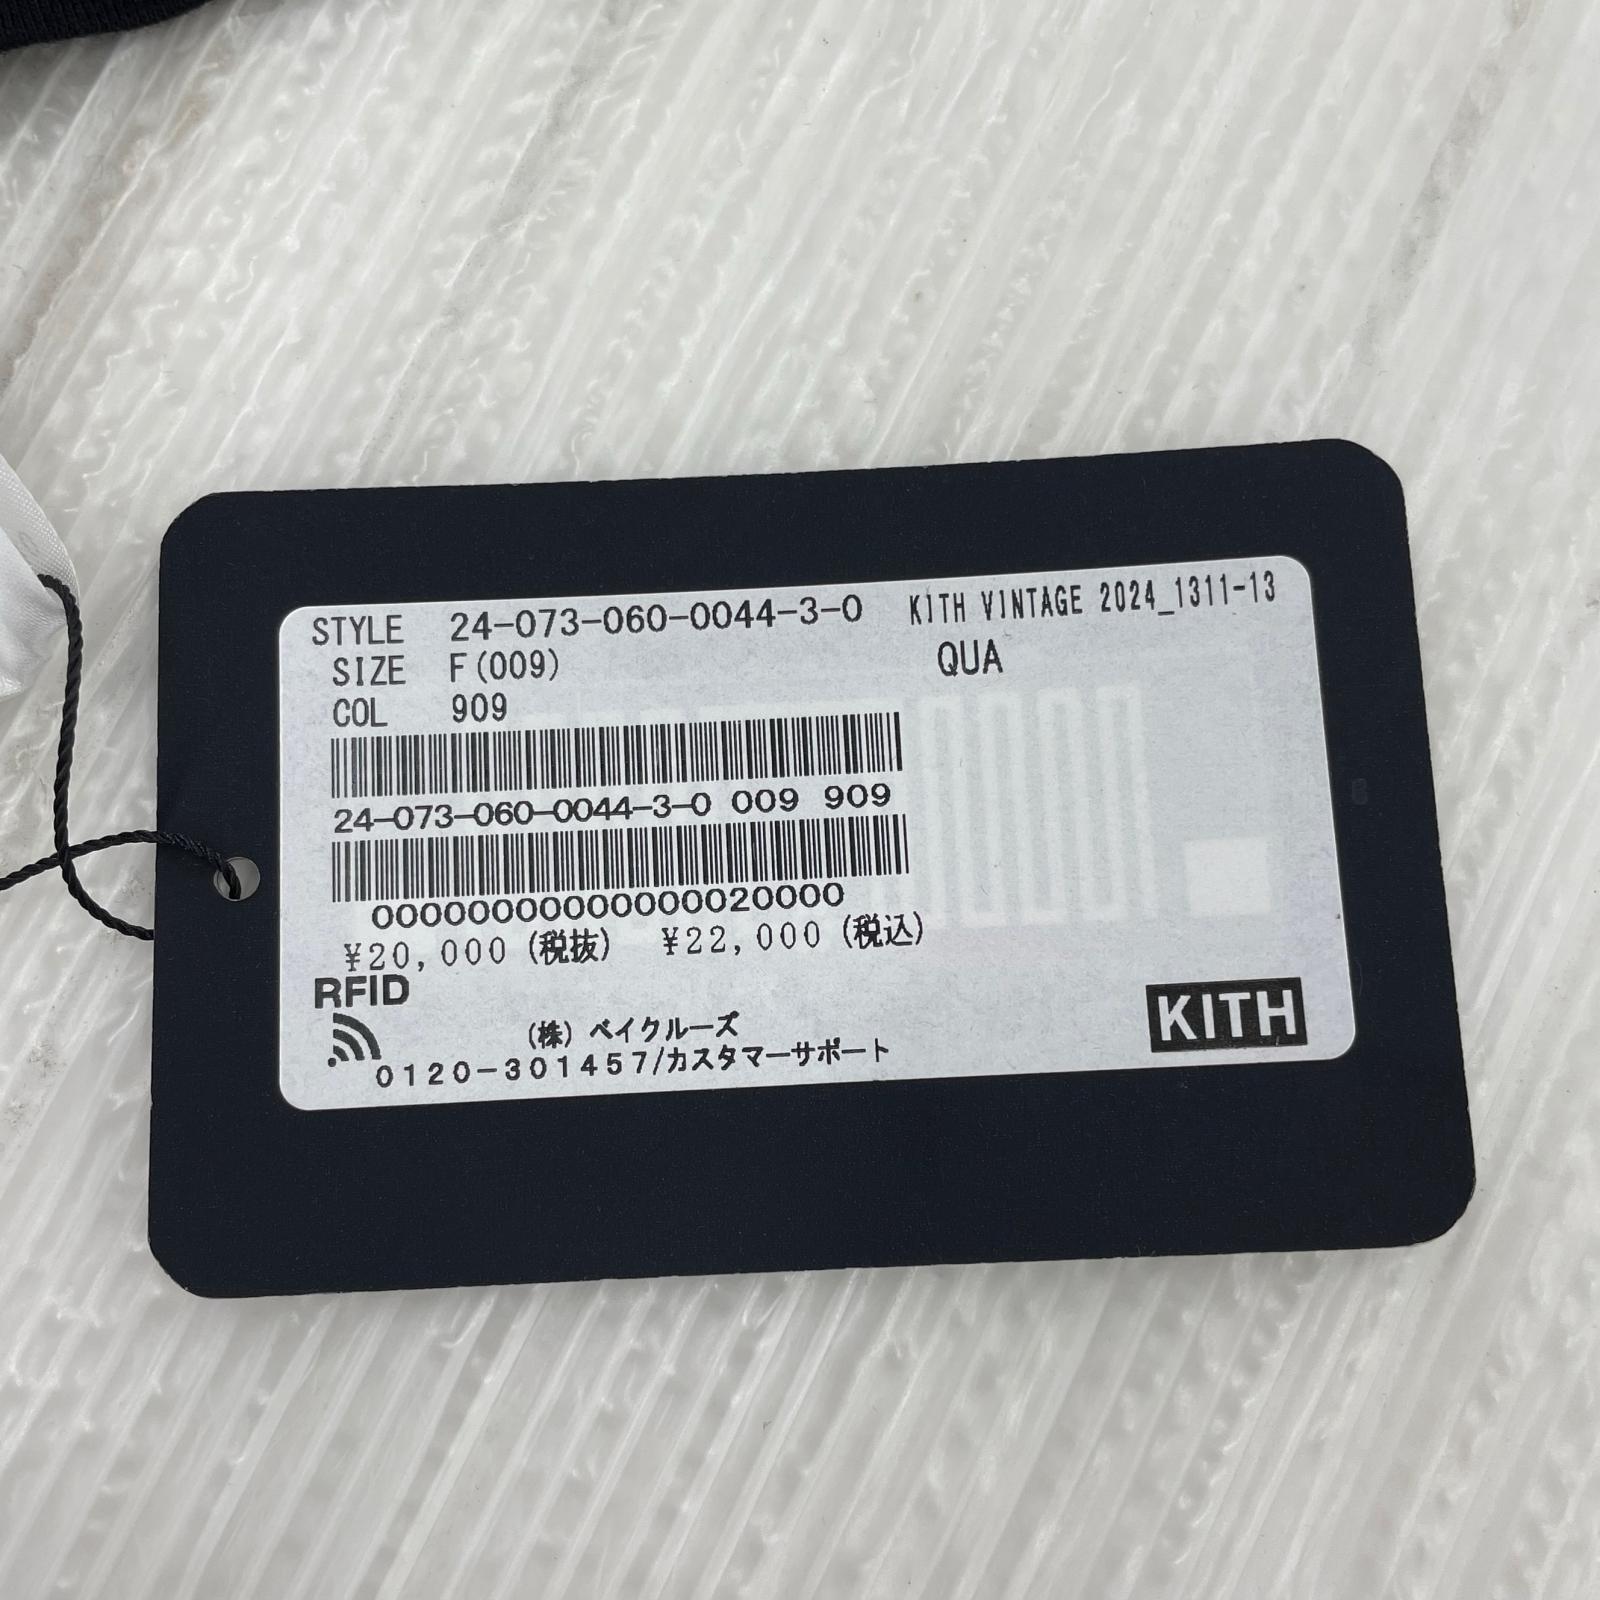 STYLE 24-073-060-0044-3-0 KITH VINTAGE 2024_1311-13
SIZE F(009) QUA
COL 909
24-073-060-0044-3-0 009 909
00000000000000020000
¥20,000(税抜) ¥22,000(税込)
RFID
(株)ベイクルーズ
0120-301457/カスタマーサポート
KITH